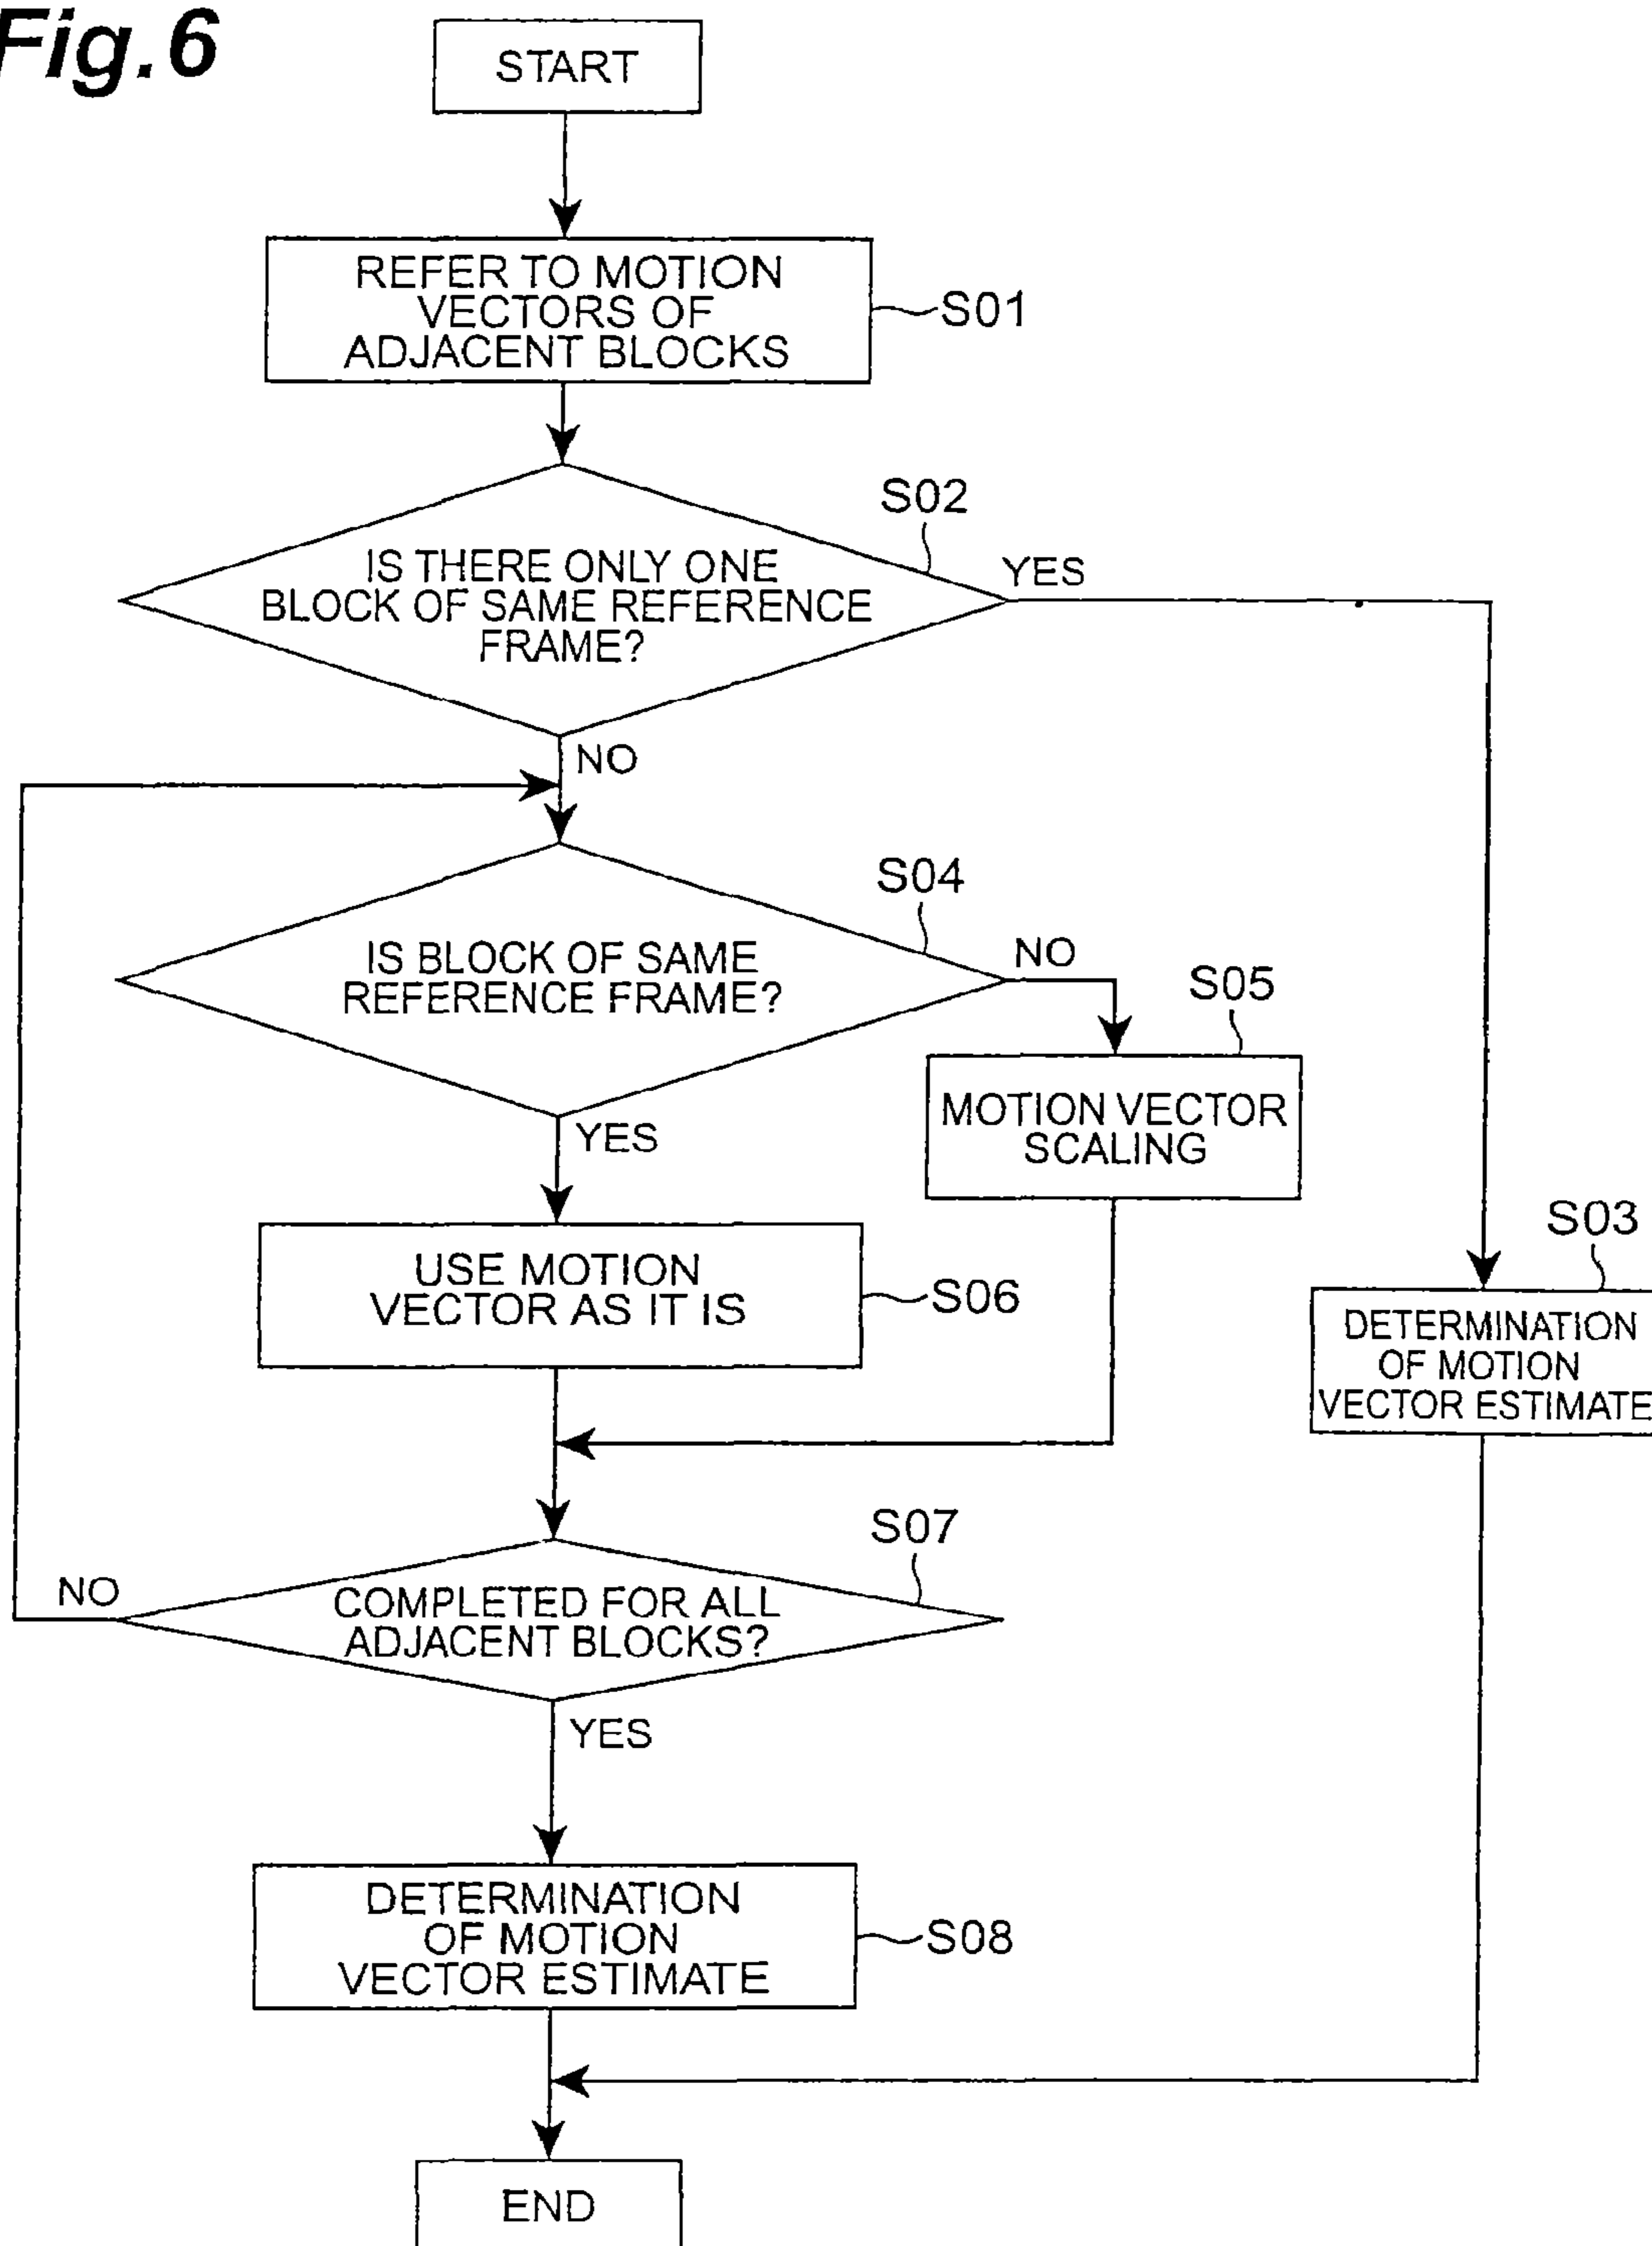 Fig.6
START
REFER TO MOTION
VECTORS OF
ADJACENT BLOCKS
S01
S02
IS THERE ONLY ONE
BLOCK OF SAME REFERENCE
FRAME?
YES
NO
S04
IS BLOCK OF SAME
REFERENCE FRAME?
NO
S05
MOTION VECTOR
SCALING
YES
S03
DETERMINATION
OF MOTION
VECTOR ESTIMATE
USE MOTION
VECTOR AS IT IS
S06
S07
NO
COMPLETED FOR ALL
ADJACENT BLOCKS?
YES
DETERMINATION
OF MOTION
VECTOR ESTIMATE
S08
END